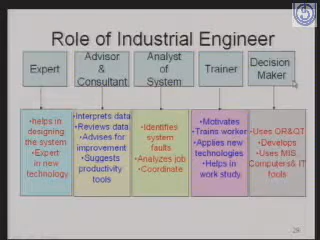 Role of Industrial Engineer
Expert
Advisor
&
Consultant
Analyst
of
System
Trainer
Decision
Maker
•helps in
designing
the system
•Expert
in new
technology
•Interprets data
•Reviews data
•Advises for
improvement
•Suggests
productivity
tools
•Identifies
system
faults
•Analyzes job
•Coordinate
•Motivates
•Trains worker
•Applies new
technologies
•Helps in
work study.
•Uses OR&QT
•Develops
•Uses MIS
Computers& IT
tools